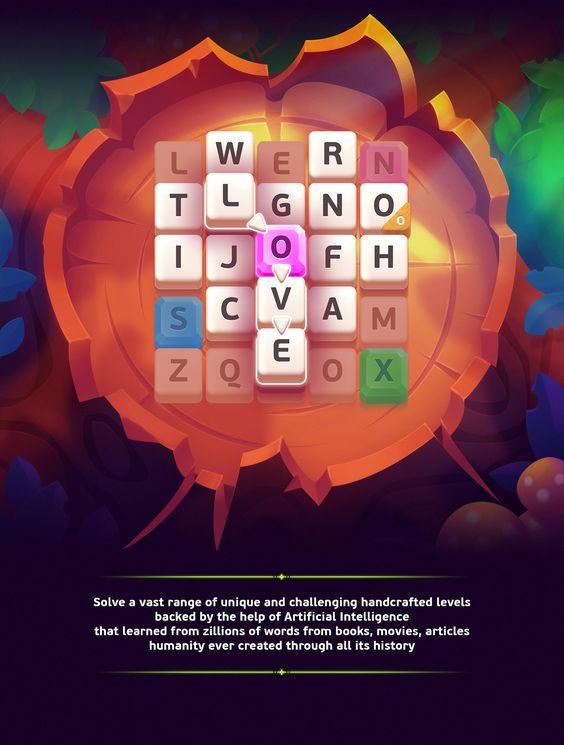 L W E R N
T L G N O 6
I J O F H
S C V A M
Z Q E O X
Solve a vast range of unique and challenging handcrafted levels
backed by the help of Artificial Intelligence
that learned from zillions of words from books, movies, articles
humanity ever created through all its history